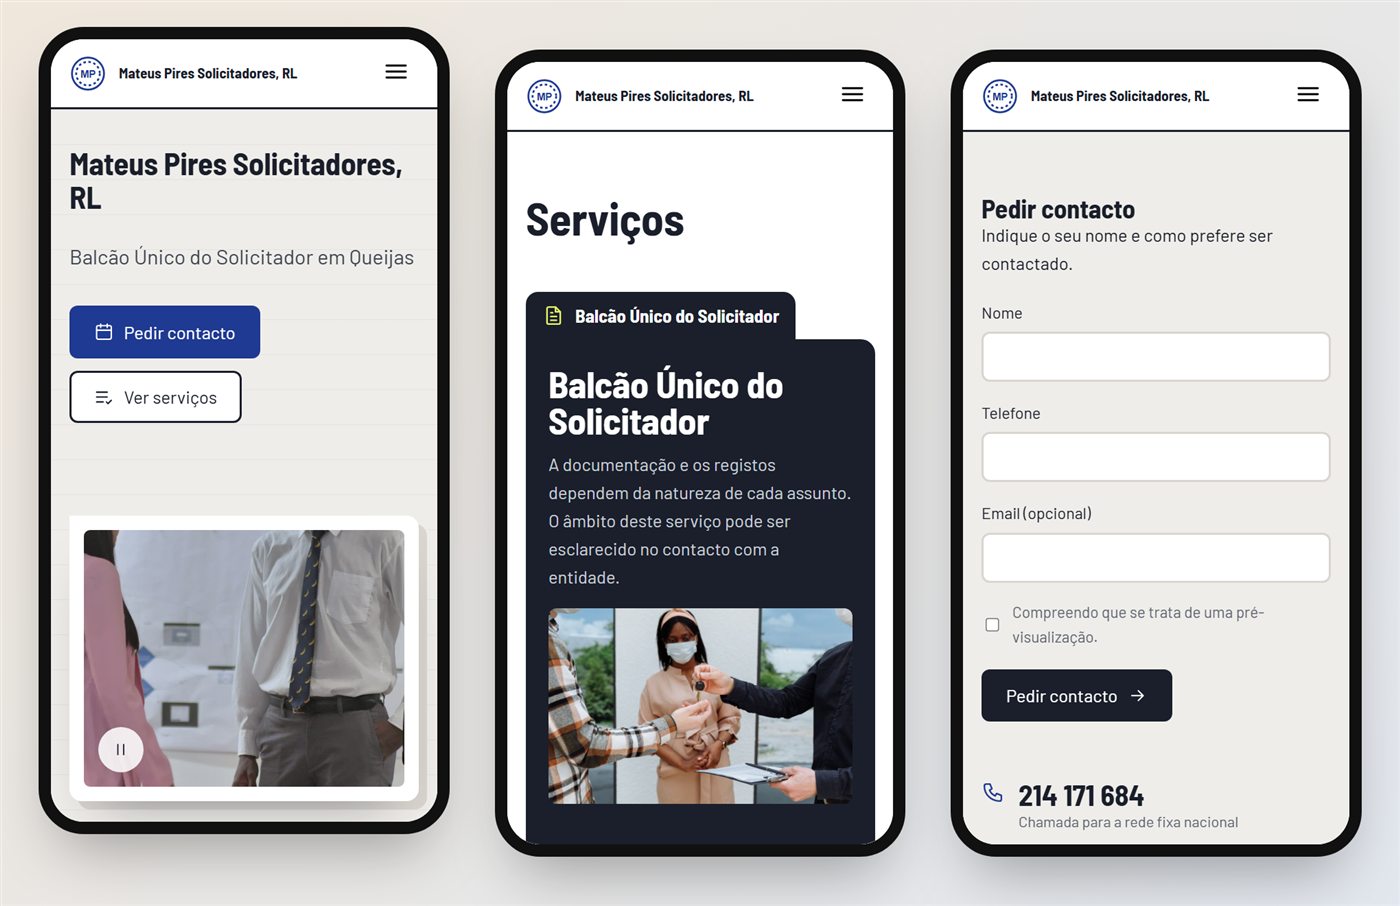 MP
Mateus Pires Solicitadores, RL
Mateus Pires Solicitadores,
RL
Balcão Único do Solicitador em Queijas
Pedir contacto
Ver serviços
MP
Mateus Pires Solicitadores, RL
Serviços
Balcão Único do Solicitador
Balcão Único do
Solicitador
A documentação e os registos
dependem da natureza de cada assunto.
O âmbito deste serviço pode ser
esclarecido no contacto com a
entidade.
MP
Mateus Pires Solicitadores, RL
Pedir contacto
Indique o seu nome e como prefere ser
contactado.
Nome
Telefone
Email (opcional)
Compreendo que se trata de uma pré-
visualização.
Pedir contacto
214 171 684
Chamada para a rede fixa nacional